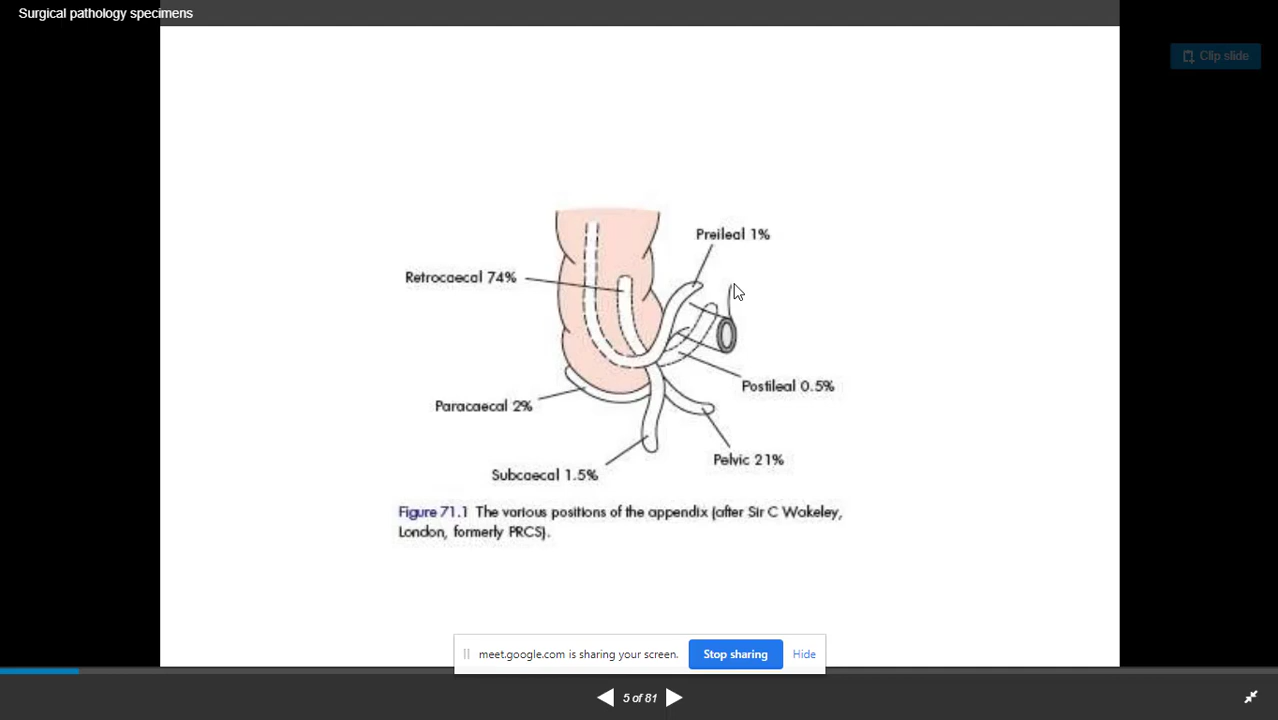 Surgical pathology specimens
Clip slide
Preileal 1%
Retrocaecal 74%
Postileal 0.5%
Paracaecal 2%
Pelvic 21%
Subcaecal 1.5%
Figure 71.1 The various positions of the appendix (after Sir C Wakeley,
London, formerly PRCS).
meet.google.com is sharing your screen.
Stop sharing
Hide
5 of 81